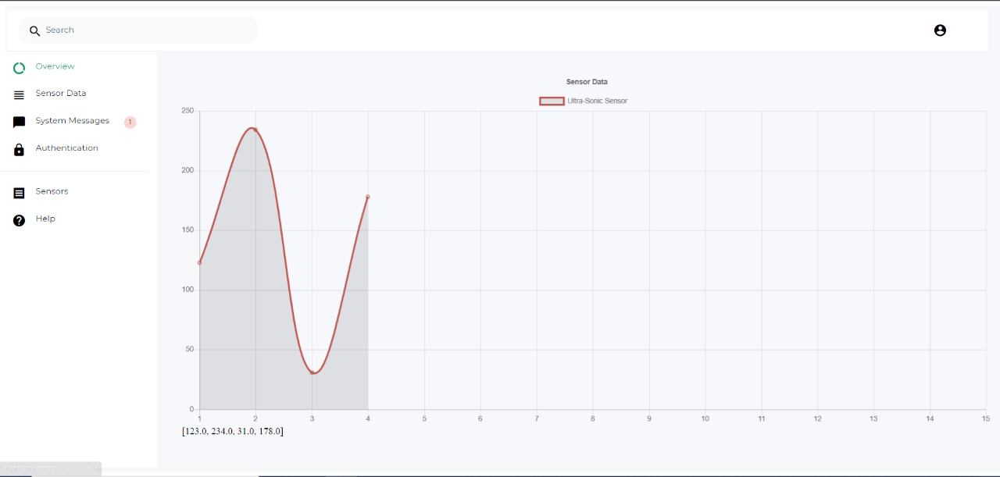 Search
Overview
Sensor Data
System Messages 1
Authentication
Sensors
Help
Sensor Data
Ultra-Sonic Sensor
250
200
150
100
50
0
1 2 3 4 5 6 7 8 9 10 11 12 13 14 15
[123.0, 234.0, 31.0, 178.0]